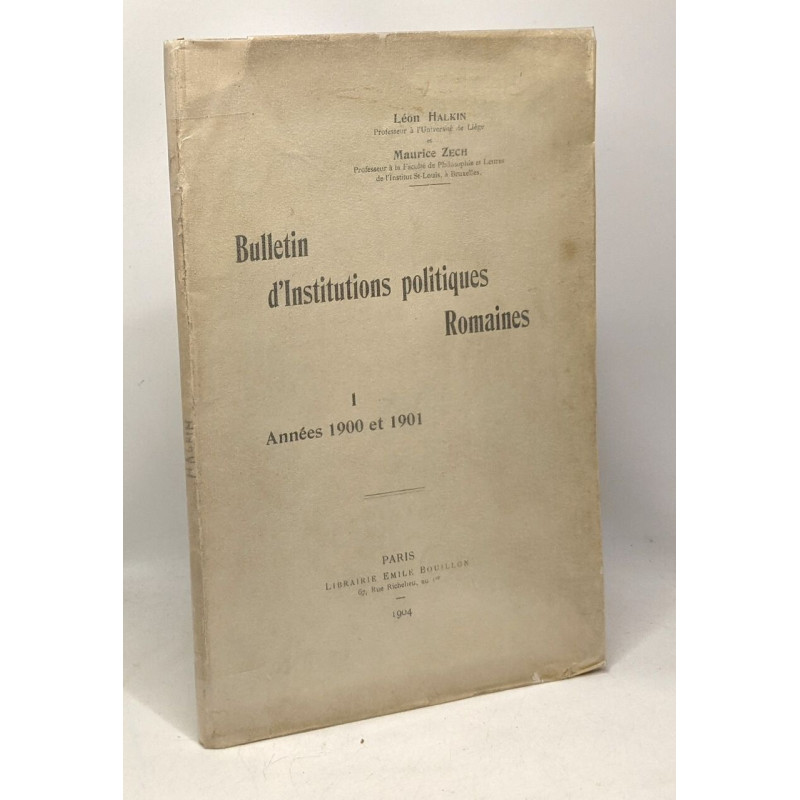 Léon HALKIN
Professeur à l'Université de Liége
et
Maurice ZECH
Professeur à la Faculté de Philosophie et Lettres
de l'Institut St-Louis, à Bruxelles.
Bulletin
d'Institutions politiques
Romaines
I
Années 1900 et 1901
PARIS
LIBRAIRIE EMILE BOUILLON
67, Rue Richelieu, au 1er
1904
HALKIN